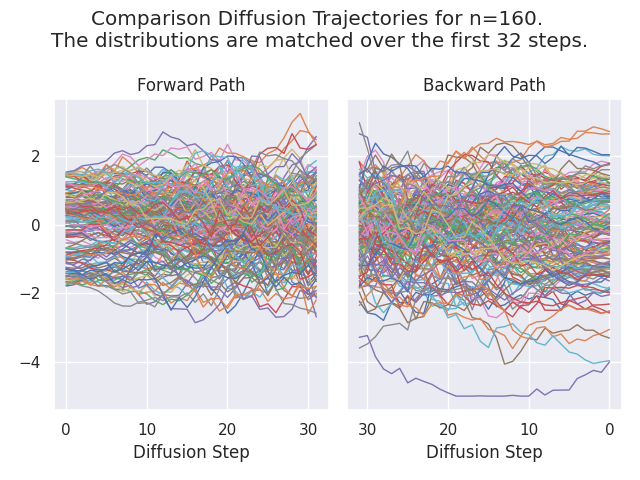 Comparison Diffusion Trajectories for n=160.
The distributions are matched over the first 32 steps.
Forward Path
Backward Path
2
0
−2
−4
0
10
20
30
30
20
10
0
Diffusion Step
Diffusion Step